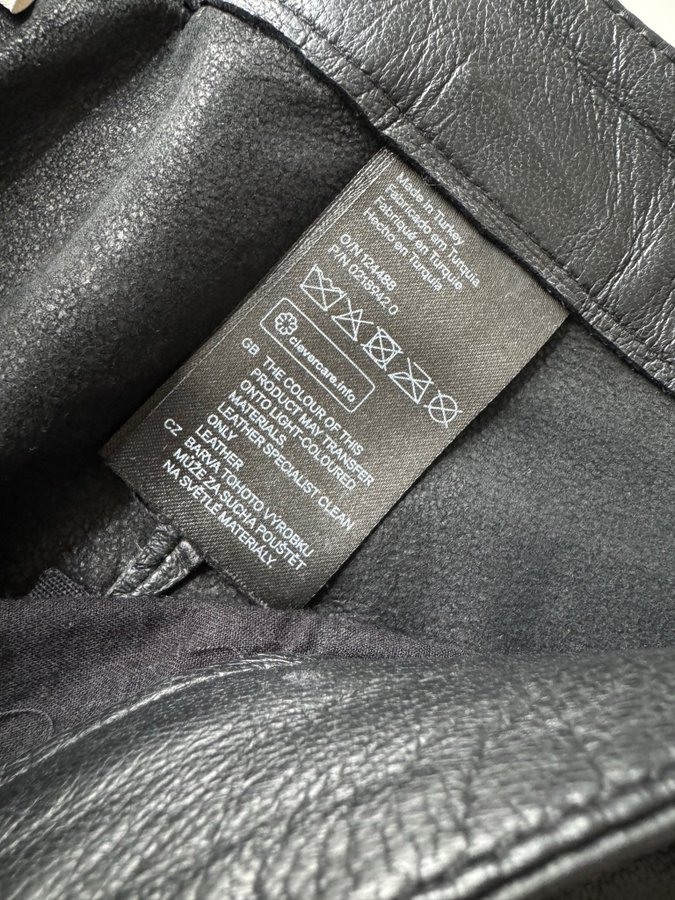 Made in Turkey
Fabricado em Turquia
Fabriqué en Turquie
Hecho en Turquia
O/N 124488
P/N 0218942.0
clevercare.info
GB THE COLOUR OF THIS
PRODUCT MAY TRANSFER
ONTO LIGHT-COLOURED
MATERIALS.
LEATHER SPECIALIST CLEAN
ONLY
LEATHER
CZ BARVA TOHOTO VÝROBKU
MŮŽE ZA SUCHA POUŠTĚT
NA SVĚTLÉ MATERIÁLY.